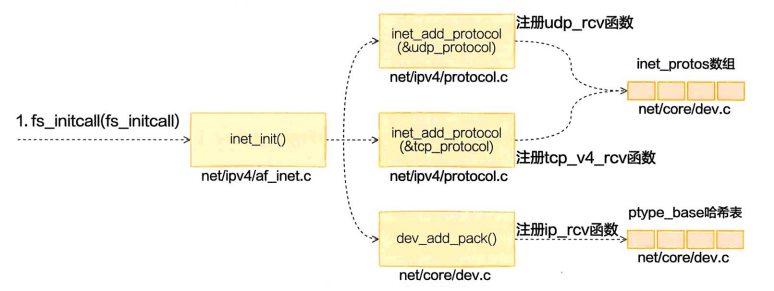 inet_add_protocol
(&udp_protocol)
net/ipv4/protocol.c
注册udp_rcv函数
inet_protos数组
net/core/dev.c
1. fs_initcall(fs_initcall)
inet_init()
net/ipv4/af_inet.c
inet_add_protocol
(&tcp_protocol)
net/ipv4/protocol.c
注册tcp_v4_rcv函数
dev_add_pack()
net/core/dev.c
注册ip_rcv函数
ptype_base哈希表
net/core/dev.c